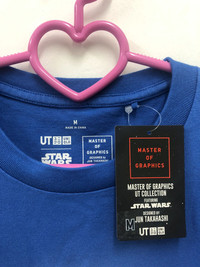 M
MADE IN CHINA
UT
MASTER
OF
GRAPHICS
STAR
WARS
DESIGNED BY
JUN TAKAHASHI
MASTER
OF
GRAPHICS
MASTER OF GRAPHICS
UT COLLECTION
FEATURING
STAR WARS
DESIGNED BY
JUN TAKAHASHI
M
UT